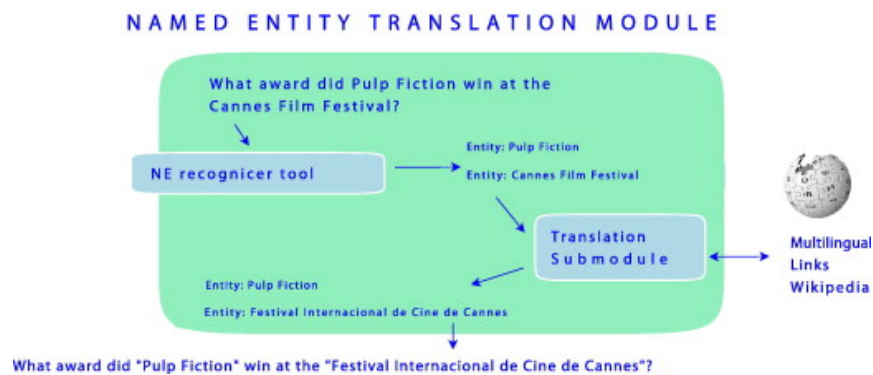 NAMED ENTITY TRANSLATION MODULE
What award did Pulp Fiction win at the
Cannes Film Festival?
NE recognicer tool
Entity: Pulp Fiction
Entity: Cannes Film Festival
Translation
Submodule
Multilingual
Links
Wikipedia
Entity: Pulp Fiction
Entity: Festival Internacional de Cine de Cannes
What award did "Pulp Fiction" win at the "Festival Internacional de Cine de Cannes"?